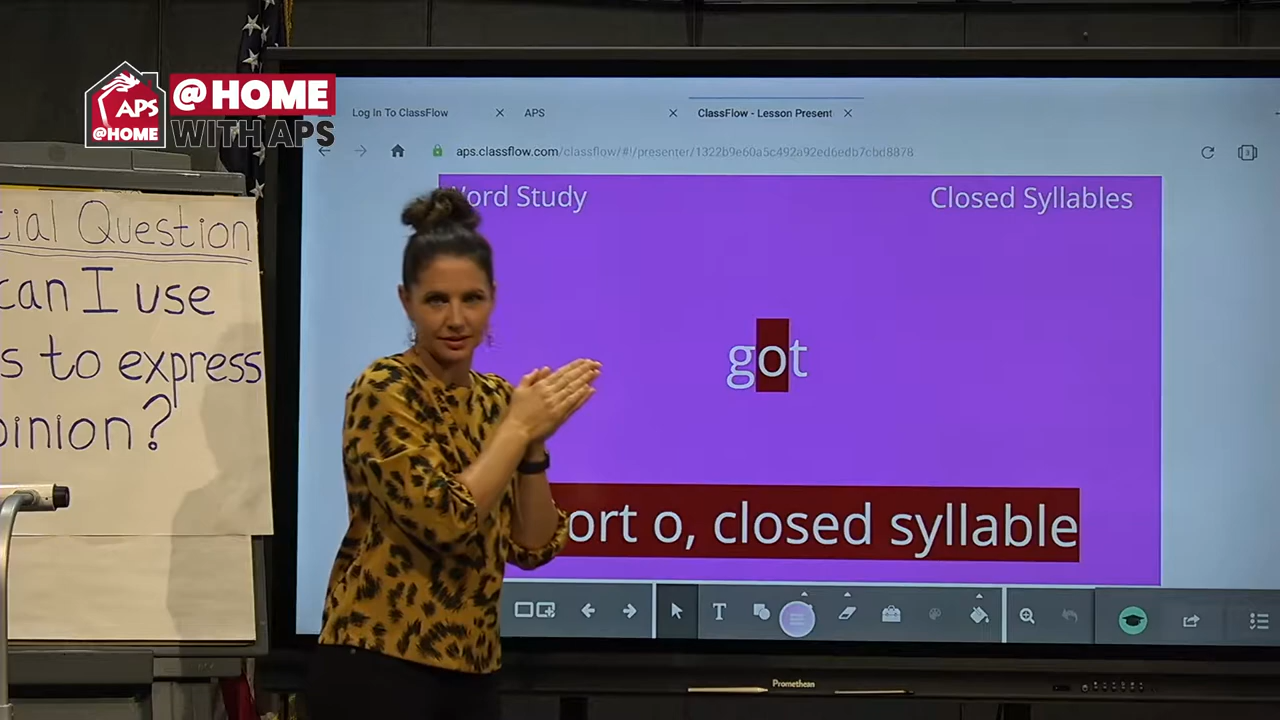 APS
@HOME
@HOME
WITH APS
Log In To ClassFlow
APS
ClassFlow - Lesson Present
aps.classflow.com/classflow/#!/presenter/1322b9e60a5c492a92ed6edb7cbd8878
Word Study
Closed Syllables
got
ort o, closed syllable
T
Promethean
cial Question
can I use
s to express
pinion?